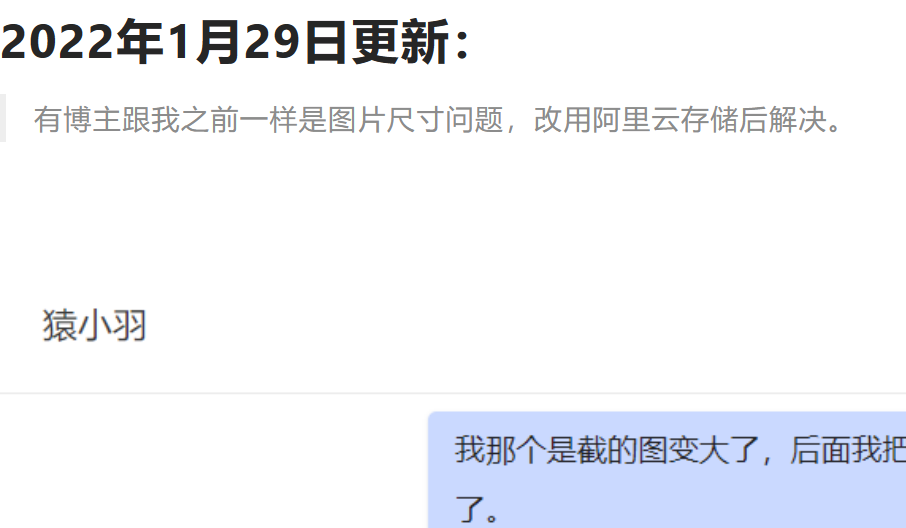 2022年1月29日更新：
有博主跟我之前一样是图片尺寸问题，改用阿里云存储后解决。
猿小羽
我那个是截的图变大了，后面我把
了。